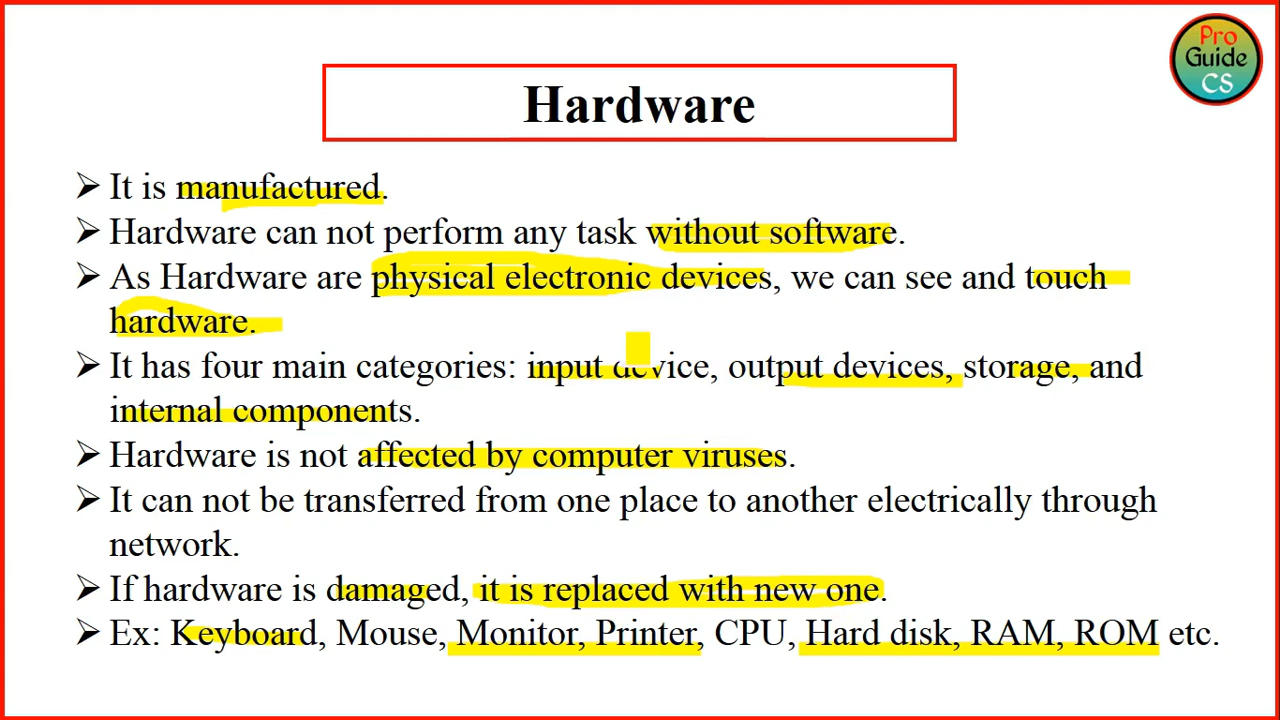 Pro
Guide
CS
Hardware
➢ It is manufactured.
➢ Hardware can not perform any task without software.
➢ As Hardware are physical electronic devices, we can see and touch
hardware.
➢ It has four main categories: input device, output devices, storage, and
internal components.
➢ Hardware is not affected by computer viruses.
➢ It can not be transferred from one place to another electrically through
network.
➢ If hardware is damaged, it is replaced with new one.
➢ Ex: Keyboard, Mouse, Monitor, Printer, CPU, Hard disk, RAM, ROM etc.